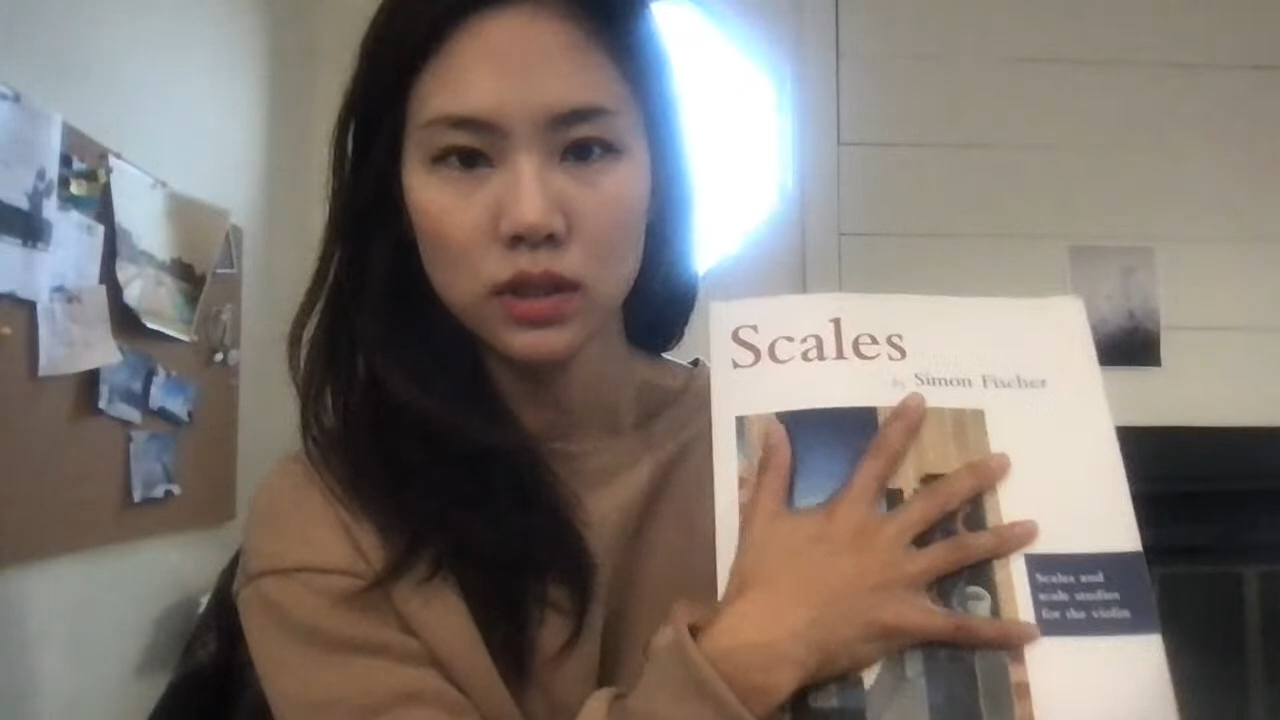 Scales
by Simon Fischer
Scales and
scale studies
for the violin